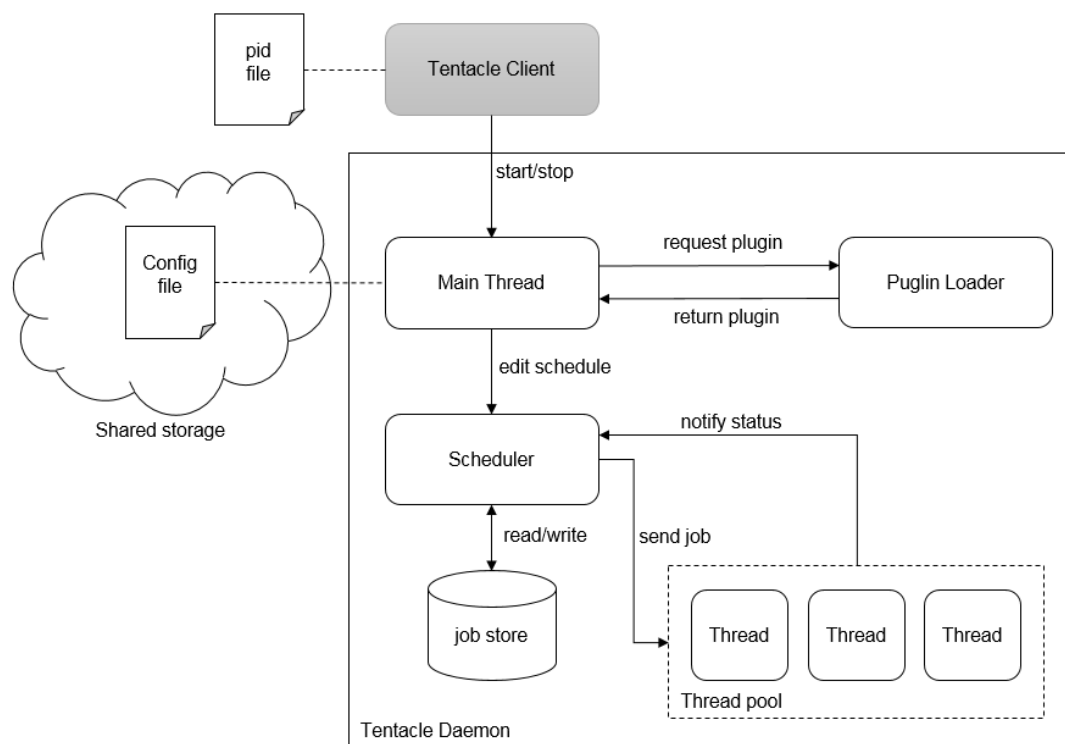 pid
file
Tentacle Client
start/stop
Config
file
Main Thread
request plugin
return plugin
Puglin Loader
Shared storage
edit schedule
Scheduler
notify status
read/write
send job
job store
Thread
Thread
Thread
Thread pool
Tentacle Daemon